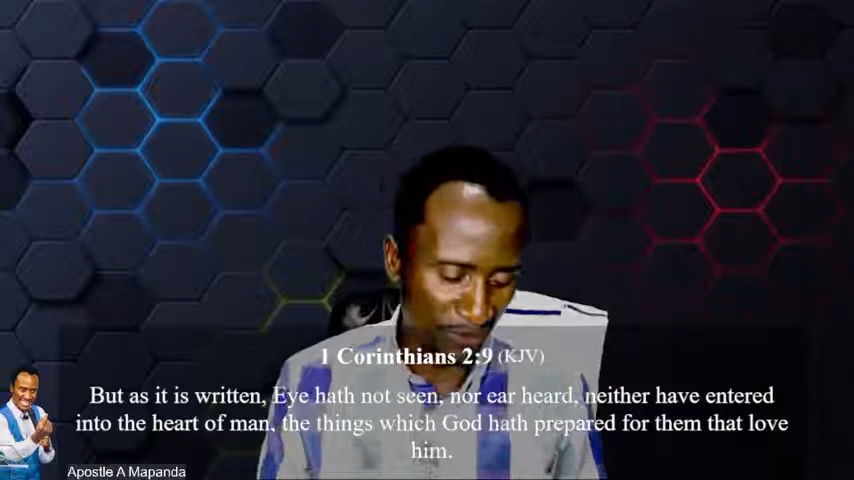 1 Corinthians 2:9 (KJV)
But as it is written, Eye hath not seen, nor ear heard, neither have entered
into the heart of man, the things which God hath prepared for them that love
him.
Apostle A Mapanda